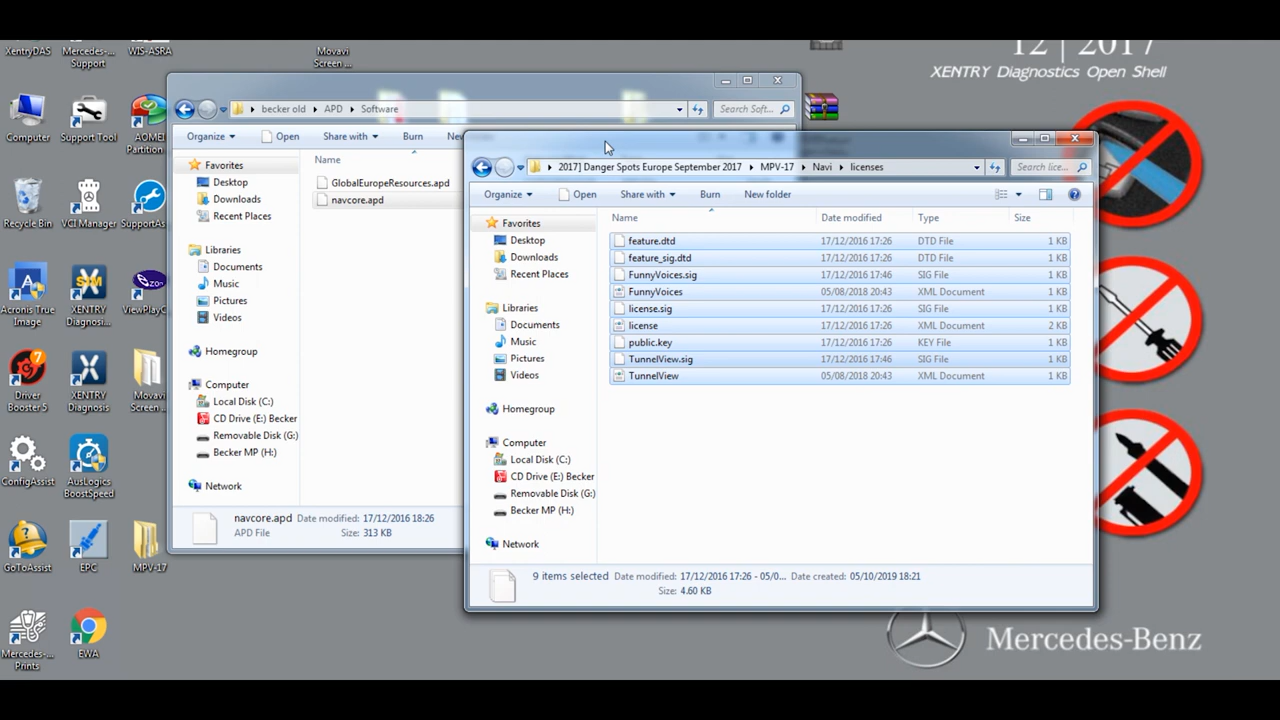 XentryDAS
Mercedes-... Support
WIS-ASRA
Movavi Screen ...
12 | 2017
XENTRY Diagnostics Open Shell
Computer
Support Tool
AOMEI Partition
Recycle Bin
VCI Manager
SupportAs
Acronis True Image
XENTRY Diagnosi...
ViewPlayC
Driver Booster 5
XENTRY Diagnosis
Movavi Screen ...
ConfigAssist
AusLogics BoostSpeed
GoToAssist
EPC
MPV-17
Mercedes-... Prints
EWA
becker old
APD
Software
Search Soft...
Organize
Open
Share with
Burn
Favorites
Desktop
Downloads
Recent Places
Libraries
Documents
Music
Pictures
Videos
Homegroup
Computer
Local Disk (C:)
CD Drive (E:) Becker
Removable Disk (G:)
Becker MP (H:)
Network
Name
GlobalEuropeResources.apd
navcore.apd
navcore.apd Date modified: 17/12/2016 18:26
APD File Size: 313 KB
2017] Danger Spots Europe September 2017
MPV-17
Navi
licenses
Search lice...
Organize
Open
Share with
Burn
New folder
Favorites
Desktop
Downloads
Recent Places
Libraries
Documents
Music
Pictures
Videos
Homegroup
Computer
Local Disk (C:)
CD Drive (E:) Becker
Removable Disk (G:)
Becker MP (H:)
Network
Name Date modified Type Size
feature.dtd 17/12/2016 17:26 DTD File 1 KB
feature_sig.dtd 17/12/2016 17:26 DTD File 1 KB
FunnyVoices.sig 17/12/2016 17:46 SIG File 1 KB
FunnyVoices 05/08/2018 20:43 XML Document 1 KB
license.sig 17/12/2016 17:26 SIG File 1 KB
license 17/12/2016 17:26 XML Document 2 KB
public.key 17/12/2016 17:26 KEY File 1 KB
TunnelView.sig 17/12/2016 17:46 SIG File 1 KB
TunnelView 05/08/2018 20:43 XML Document 1 KB
9 items selected Date modified: 17/12/2016 17:26 - 05/0... Date created: 05/10/2019 18:21
Size: 4.60 KB
Mercedes-Benz